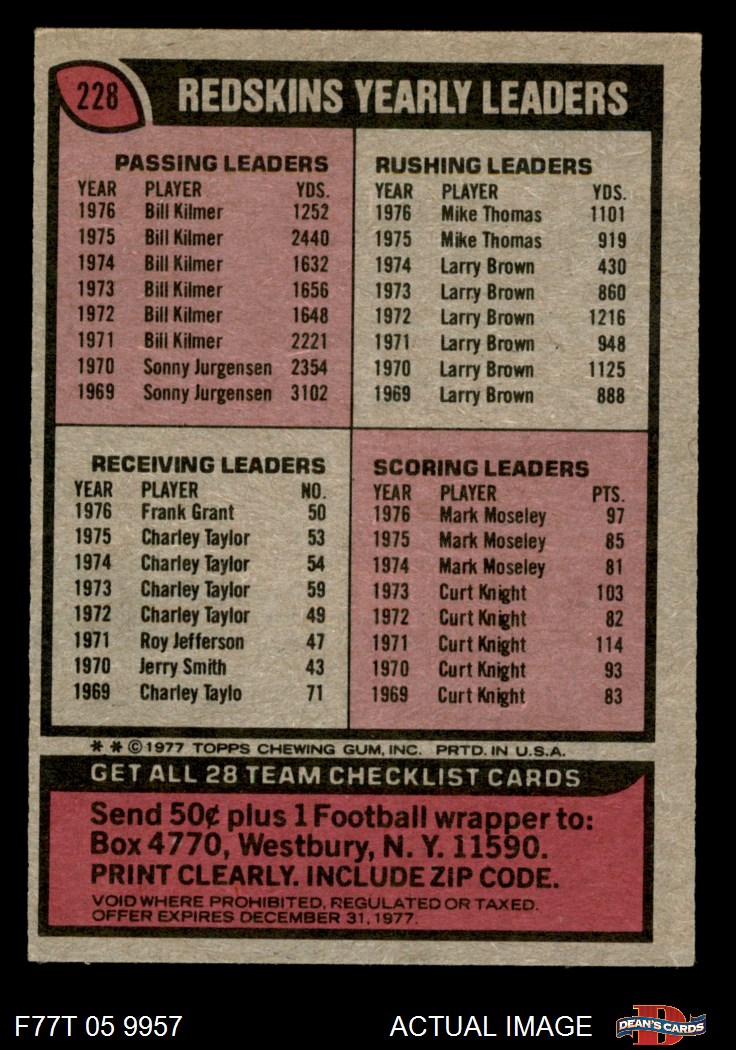 228
REDSKINS YEARLY LEADERS
PASSING LEADERS
YEAR PLAYER YDS.
1976 Bill Kilmer 1252
1975 Bill Kilmer 2440
1974 Bill Kilmer 1632
1973 Bill Kilmer 1656
1972 Bill Kilmer 1648
1971 Bill Kilmer 2221
1970 Sonny Jurgensen 2354
1969 Sonny Jurgensen 3102
RUSHING LEADERS
YEAR PLAYER YDS.
1976 Mike Thomas 1101
1975 Mike Thomas 919
1974 Larry Brown 430
1973 Larry Brown 860
1972 Larry Brown 1216
1971 Larry Brown 948
1970 Larry Brown 1125
1969 Larry Brown 888
RECEIVING LEADERS
YEAR PLAYER NO.
1976 Frank Grant 50
1975 Charley Taylor 53
1974 Charley Taylor 54
1973 Charley Taylor 59
1972 Charley Taylor 49
1971 Roy Jefferson 47
1970 Jerry Smith 43
1969 Charley Taylo 71
SCORING LEADERS
YEAR PLAYER PTS.
1976 Mark Moseley 97
1975 Mark Moseley 85
1974 Mark Moseley 81
1973 Curt Knight 103
1972 Curt Knight 82
1971 Curt Knight 114
1970 Curt Knight 93
1969 Curt Knight 83
* * © 1977 TOPPS CHEWING GUM, INC. PRTD. IN U.S.A.
GET ALL 28 TEAM CHECKLIST CARDS
Send 50¢ plus 1 Football wrapper to:
Box 4770, Westbury, N. Y. 11590.
PRINT CLEARLY. INCLUDE ZIP CODE.
VOID WHERE PROHIBITED, REGULATED OR TAXED.
OFFER EXPIRES DECEMBER 31, 1977.
F77T 05 9957 ACTUAL IMAGE
D
DEAN'S CARDS